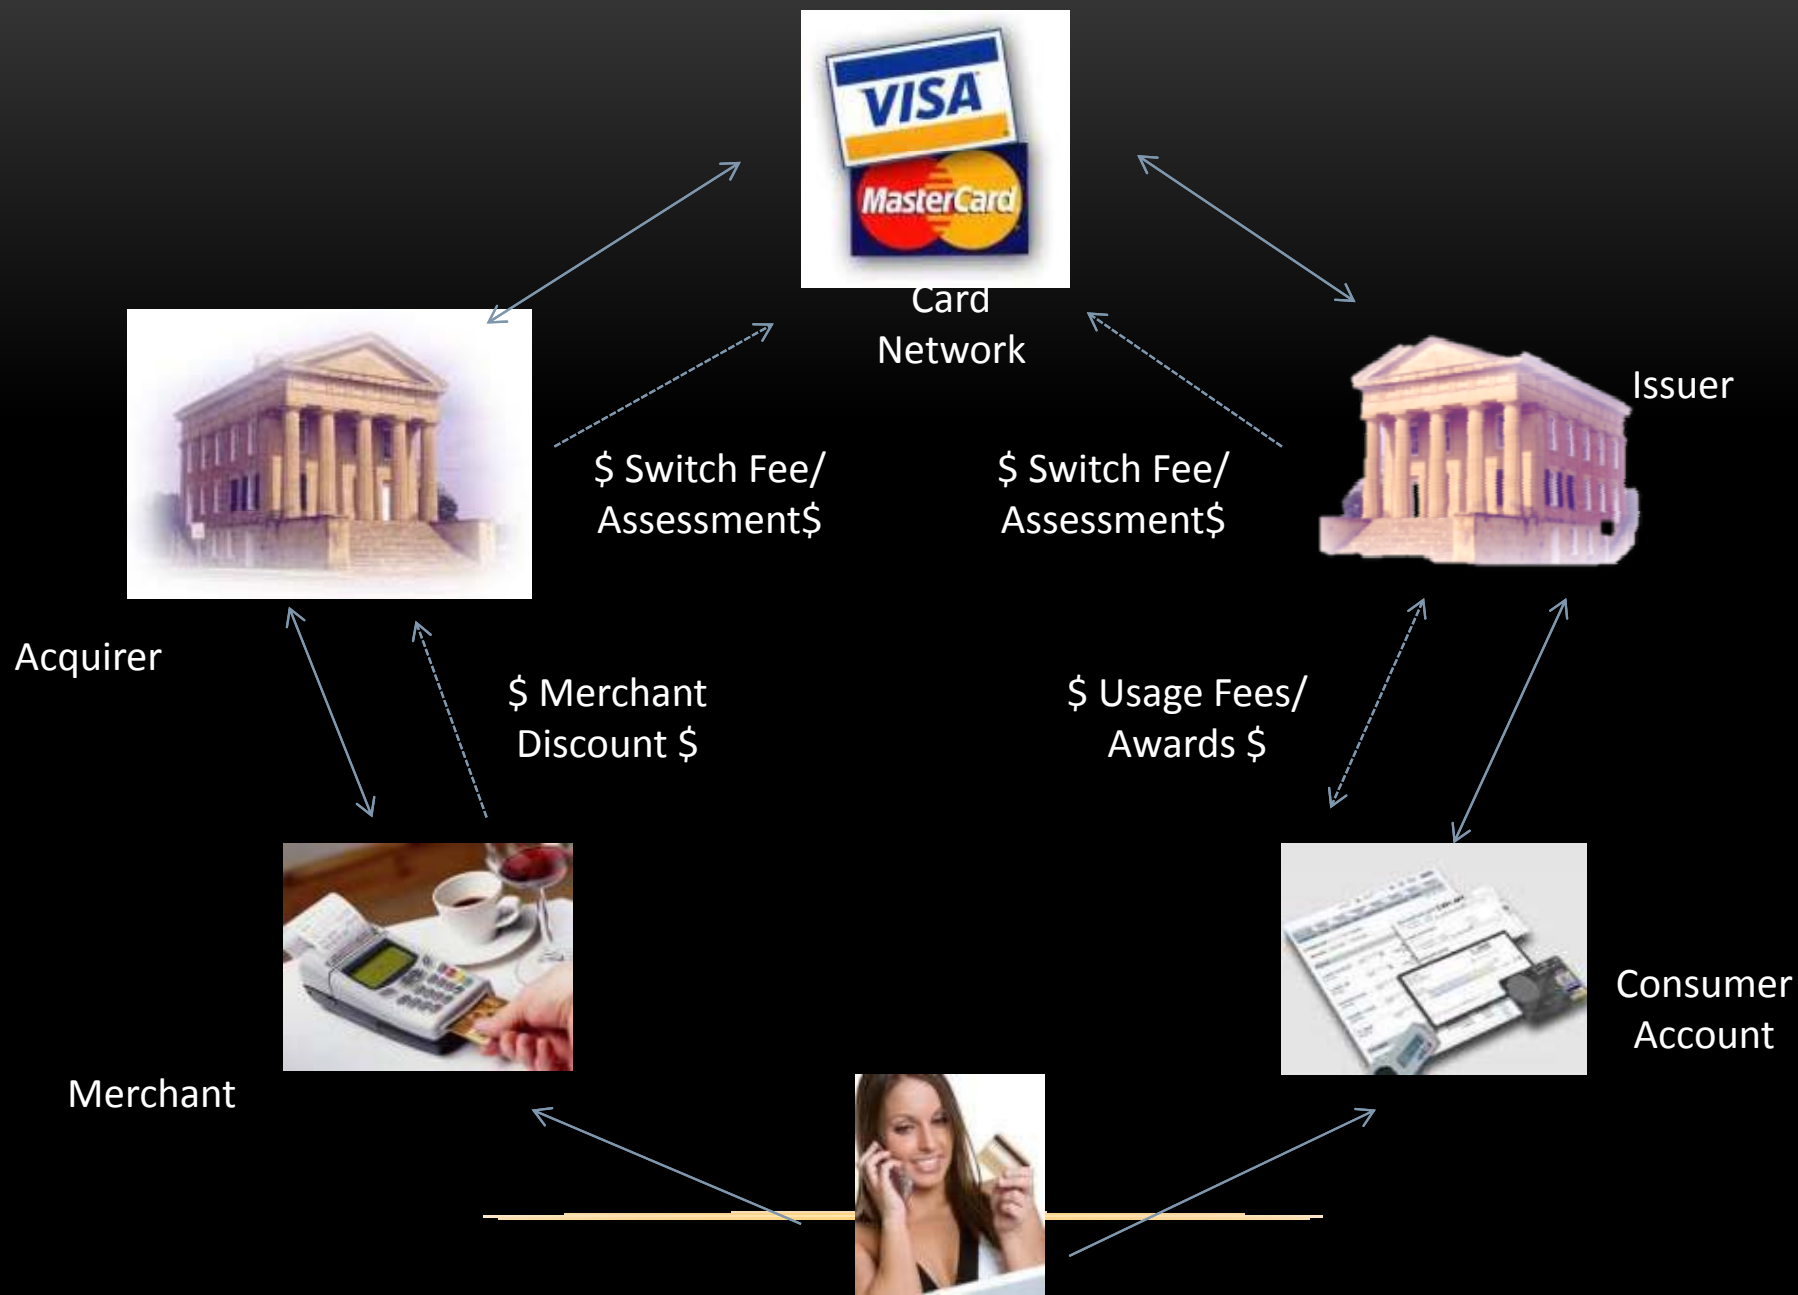 VISA
MasterCard
Card
Network
Issuer
$ Switch Fee/
Assessment$
$ Switch Fee/
Assessment$
Acquirer
$ Merchant
Discount $
$ Usage Fees/
Awards $
Consumer
Account
Merchant